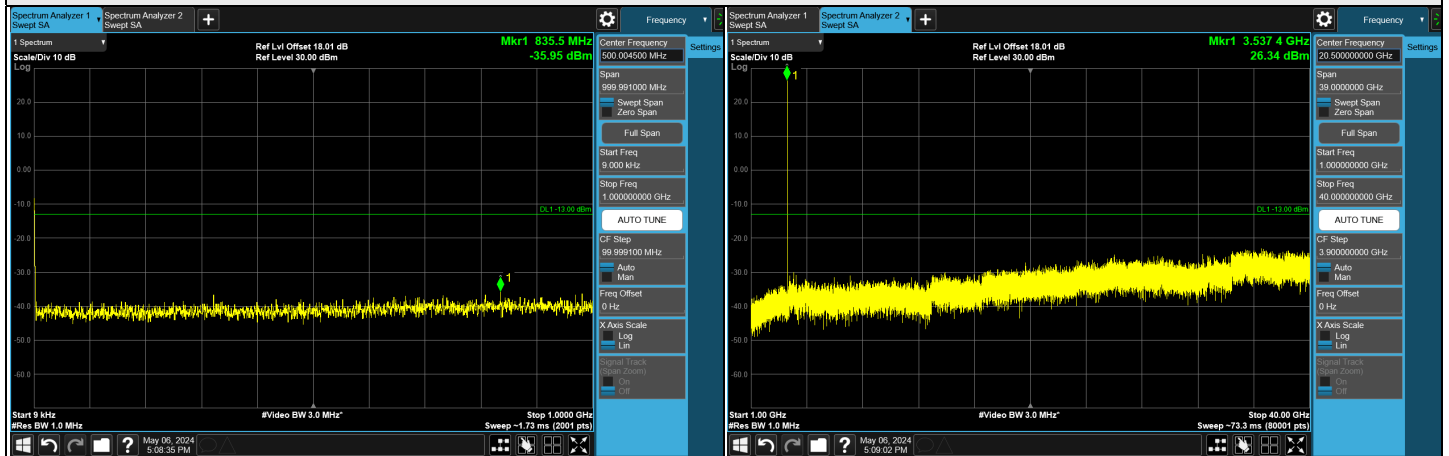 Spectrum Analyzer 1
Swept SA
Spectrum Analyzer 2
Swept SA
+
Frequency
1 Spectrum
Scale/Div 10 dB
Log
Ref Lvl Offset 18.01 dB
Ref Level 30.00 dBm
Mkr1 835.5 MHz
-35.95 dBm
20.0
10.0
0.00
-10.0
-20.0
-30.0
-40.0
-50.0
-60.0
DL1 -13.00 dBm
1
Start 9 kHz
#Res BW 1.0 MHz
#Video BW 3.0 MHz*
Stop 1.0000 GHz
Sweep ~1.73 ms (2001 pts)
Center Frequency
500.004500 MHz
Settings
Span
999.991000 MHz
Swept Span
Zero Span
Full Span
Start Freq
9.000 kHz
Stop Freq
1.000000000 GHz
AUTO TUNE
CF Step
99.999100 MHz
Auto
Man
Freq Offset
0 Hz
X Axis Scale
Log
Lin
Signal Track
(Span Zoom)
On
Off
?
May 06, 2024
5:08:35 PM
Spectrum Analyzer 1
Swept SA
Spectrum Analyzer 2
Swept SA
+
Frequency
1 Spectrum
Scale/Div 10 dB
Log
Ref Lvl Offset 18.01 dB
Ref Level 30.00 dBm
Mkr1 3.537 4 GHz
26.34 dBm
1
20.0
10.0
0.00
-10.0
-20.0
-30.0
-40.0
-50.0
-60.0
DL1 -13.00 dBm
Start 1.00 GHz
#Res BW 1.0 MHz
#Video BW 3.0 MHz*
Stop 40.00 GHz
Sweep ~73.3 ms (80001 pts)
Center Frequency
20.500000000 GHz
Settings
Span
39.0000000 GHz
Swept Span
Zero Span
Full Span
Start Freq
1.000000000 GHz
Stop Freq
40.000000000 GHz
AUTO TUNE
CF Step
3.900000000 GHz
Auto
Man
Freq Offset
0 Hz
X Axis Scale
Log
Lin
Signal Track
(Span Zoom)
On
Off
?
May 06, 2024
5:09:02 PM